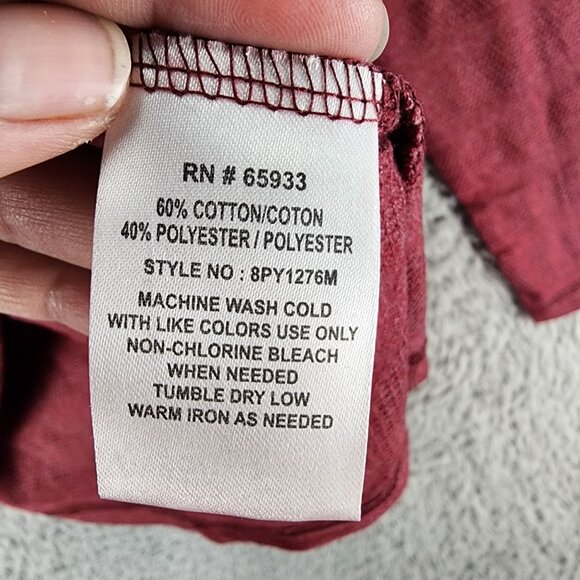 RN # 65933
60% COTTON/COTON
40% POLYESTER / POLYESTER
STYLE NO : 8PY1276M
MACHINE WASH COLD
WITH LIKE COLORS USE ONLY
NON-CHLORINE BLEACH
WHEN NEEDED
TUMBLE DRY LOW
WARM IRON AS NEEDED